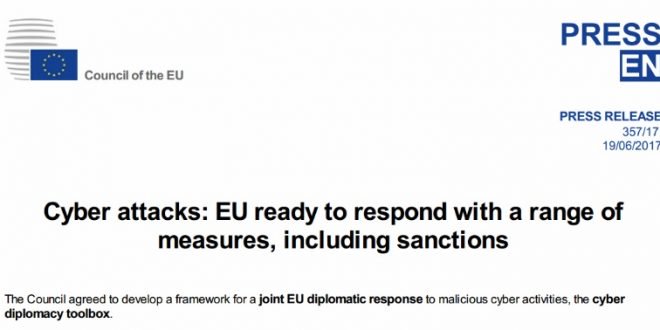 Council of the EU
PRESS
EN
PRESS RELEASE
357/17
19/06/2017
Cyber attacks: EU ready to respond with a range of
measures, including sanctions
The Council agreed to develop a framework for a joint EU diplomatic response to malicious cyber activities, the cyber
diplomacy toolbox.